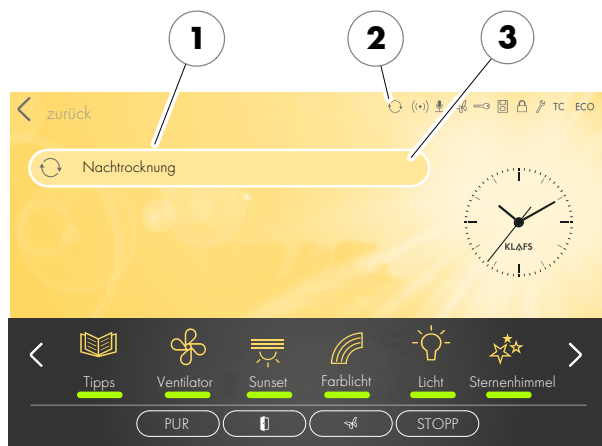 1 2 3
zurück TC ECO
Nachtrocknung
KLAFS
Tipps Ventilator Sunset Farblicht Licht Sternenhimmel
PUR STOPP